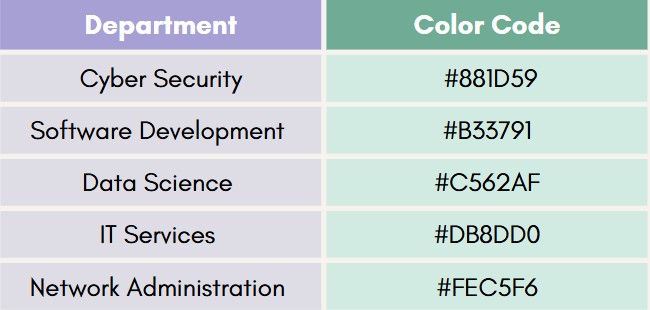 Department Color Code
Cyber Security #881D59
Software Development #B33791
Data Science #C562AF
IT Services #DB8DD0
Network Administration #FEC5F6